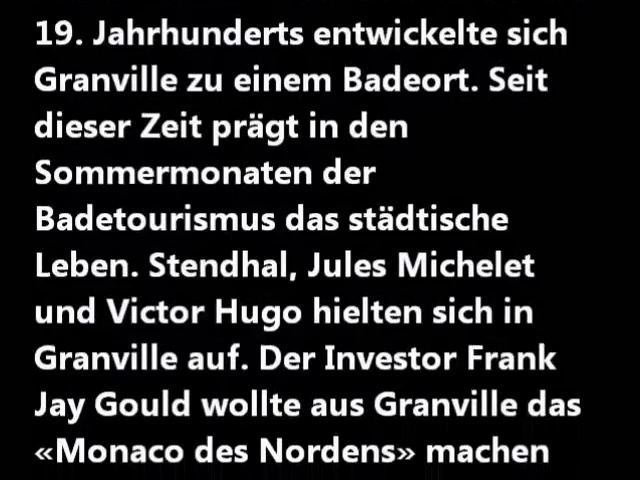 19. Jahrhunderts entwickelte sich
Granville zu einem Badeort. Seit
dieser Zeit prägt in den
Sommermonaten der
Badetourismus das städtische
Leben. Stendhal, Jules Michelet
und Victor Hugo hielten sich in
Granville auf. Der Investor Frank
Jay Gould wollte aus Granville das
«Monaco des Nordens» machen